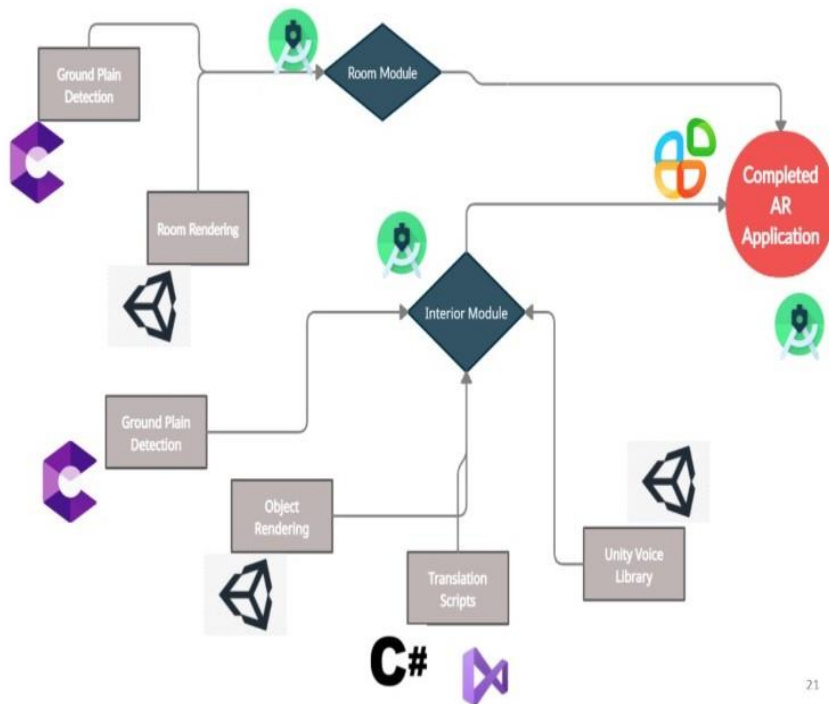 Ground Plain
Detection
Room Module
Completed
AR
Application
Room Rendering
Interior Module
Ground Plain
Detection
Object
Rendering
Unity Voice
Library
Translation
Scripts
C#
21